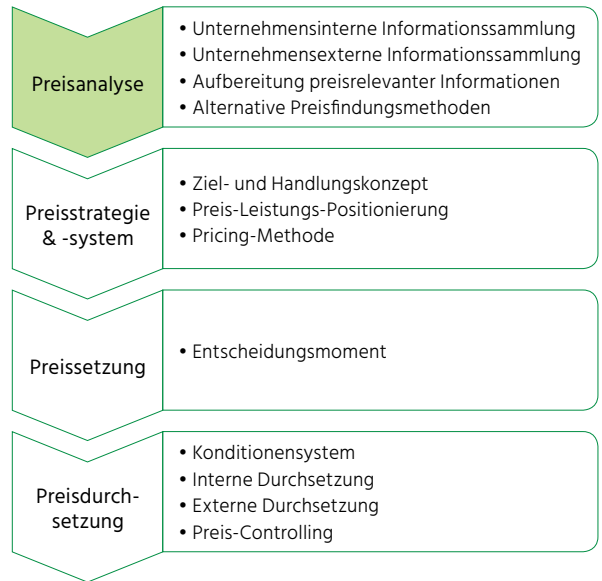 Preisanalyse
• Unternehmensinterne Informationssammlung
• Unternehmensexterne Informationssammlung
• Aufbereitung preisrelevanter Informationen
• Alternative Preisfindungsmethoden
Preisstrategie
& -system
• Ziel- und Handlungskonzept
• Preis-Leistungs-Positionierung
• Pricing-Methode
Preissetzung
• Entscheidungsmoment
Preisdurch-
setzung
• Konditionensystem
• Interne Durchsetzung
• Externe Durchsetzung
• Preis-Controlling